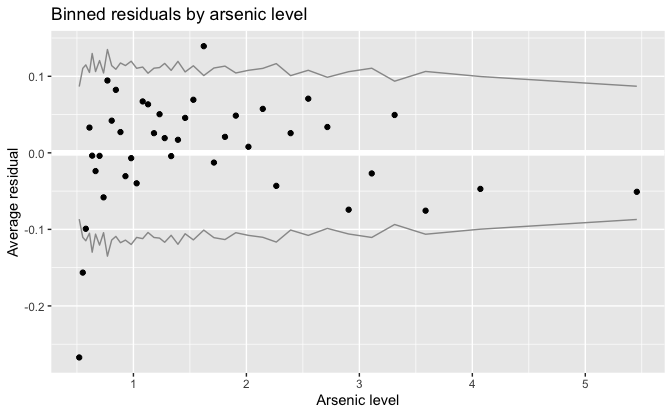 Binned residuals by arsenic level
Average residual
0.1
0.0
-0.1
-0.2
1 2 3 4 5
Arsenic level